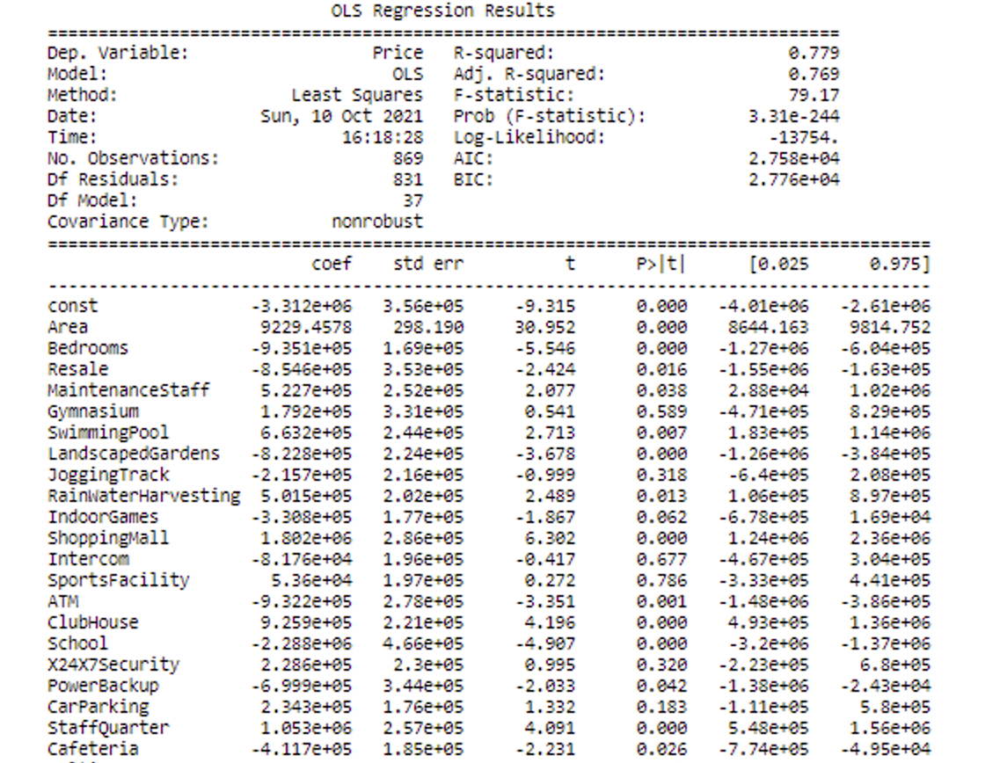 OLS Regression Results
==============================================================================
Dep. Variable: Price R-squared: 0.779
Model: OLS Adj. R-squared: 0.769
Method: Least Squares F-statistic: 79.17
Date: Sun, 10 Oct 2021 Prob (F-statistic): 3.31e-244
Time: 16:18:28 Log-Likelihood: -13754.
No. Observations: 869 AIC: 2.758e+04
Df Residuals: 831 BIC: 2.776e+04
Df Model: 37
Covariance Type: nonrobust
=======================================================================================
coef std err t P>|t| [0.025 0.975]
---------------------------------------------------------------------------------------
const -3.312e+06 3.56e+05 -9.315 0.000 -4.01e+06 -2.61e+06
Area 9229.4578 298.190 30.952 0.000 8644.163 9814.752
Bedrooms -9.351e+05 1.69e+05 -5.546 0.000 -1.27e+06 -6.04e+05
Resale -8.546e+05 3.53e+05 -2.424 0.016 -1.55e+06 -1.63e+05
MaintenanceStaff 5.227e+05 2.52e+05 2.077 0.038 2.88e+04 1.02e+06
Gymnasium 1.792e+05 3.31e+05 0.541 0.589 -4.71e+05 8.29e+05
SwimmingPool 6.632e+05 2.44e+05 2.713 0.007 1.83e+05 1.14e+06
LandscapedGardens -8.228e+05 2.24e+05 -3.678 0.000 -1.26e+06 -3.84e+05
JoggingTrack -2.157e+05 2.16e+05 -0.999 0.318 -6.4e+05 2.08e+05
RainWaterHarvesting 5.015e+05 2.02e+05 2.489 0.013 1.06e+05 8.97e+05
IndoorGames -3.308e+05 1.77e+05 -1.867 0.062 -6.78e+05 1.69e+04
ShoppingMall 1.802e+06 2.86e+05 6.302 0.000 1.24e+06 2.36e+06
Intercom -8.176e+04 1.96e+05 -0.417 0.677 -4.67e+05 3.04e+05
SportsFacility 5.36e+04 1.97e+05 0.272 0.786 -3.33e+05 4.41e+05
ATM -9.322e+05 2.78e+05 -3.351 0.001 -1.48e+06 -3.86e+05
ClubHouse 9.259e+05 2.21e+05 4.196 0.000 4.93e+05 1.36e+06
School -2.288e+06 4.66e+05 -4.907 0.000 -3.2e+06 -1.37e+06
X24X7Security 2.286e+05 2.3e+05 0.995 0.320 -2.23e+05 6.8e+05
PowerBackup -6.999e+05 3.44e+05 -2.033 0.042 -1.38e+06 -2.43e+04
CarParking 2.343e+05 1.76e+05 1.332 0.183 -1.11e+05 5.8e+05
StaffQuarter 1.053e+06 2.57e+05 4.091 0.000 5.48e+05 1.56e+06
Cafeteria -4.117e+05 1.85e+05 -2.231 0.026 -7.74e+05 -4.95e+04